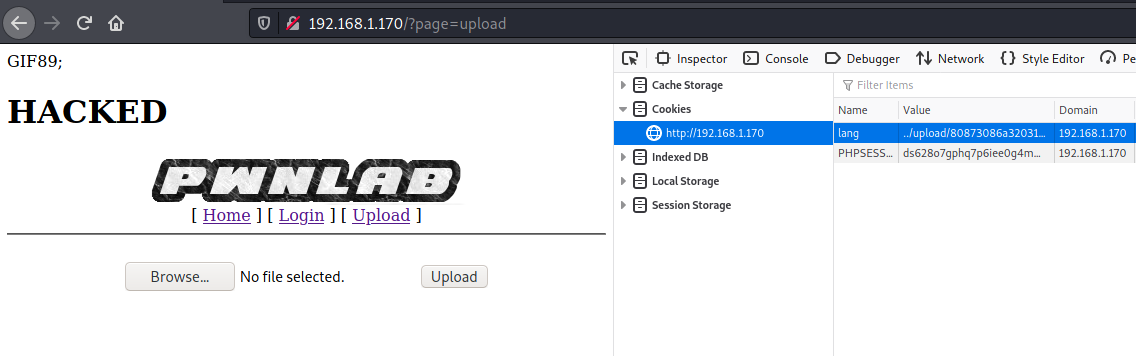 192.168.1.170/?page=upload
GIF89;
Inspector Console Debugger Network {} Style Editor Pe
HACKED
Cache Storage
Cookies
http://192.168.1.170
Indexed DB
Local Storage
Session Storage
Filter Items
Name Value Domain
lang ../upload/80873086a32031... 192.168.1.170
PHPSESS... ds628o7gphq7p6iee0g4m... 192.168.1.170
PWNLAB
[ Home ] [ Login ] [ Upload ]
Browse... No file selected. Upload